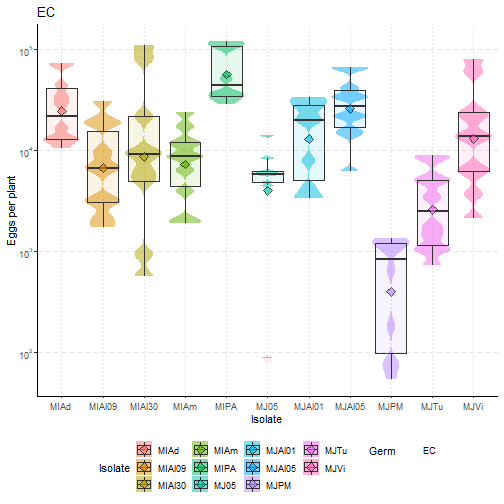 EC
Eggs per plant
10^5
10^4
10^3
10^2
MIAd MIAI09 MIAI30 MIAm MIPA MJ05 MJAI01 MJAI05 MJPM MJTu MJVi
Isolate
Isolate MIAd MIAm MJAI01 MJTu Germ EC
MIAI09 MIPA MJAI05 MJVi
MIAI30 MJ05 MJPM